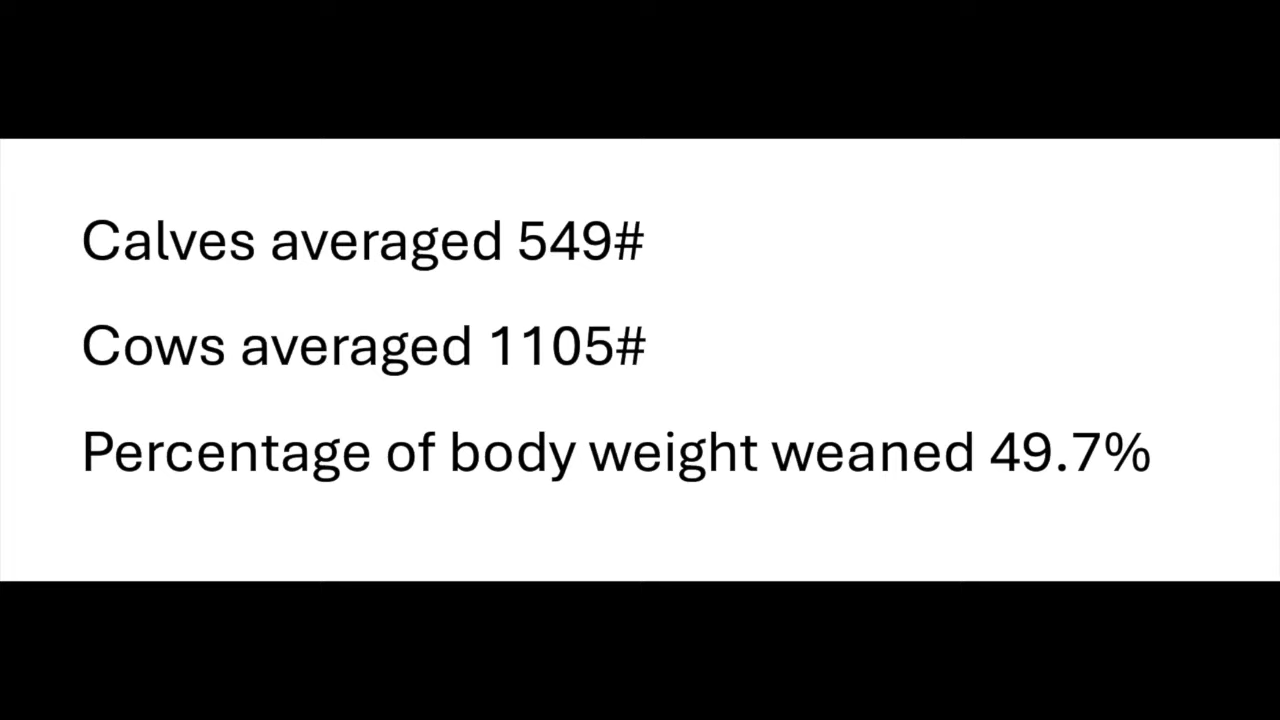 Calves averaged 549#
Cows averaged 1105#
Percentage of body weight weaned 49.7%